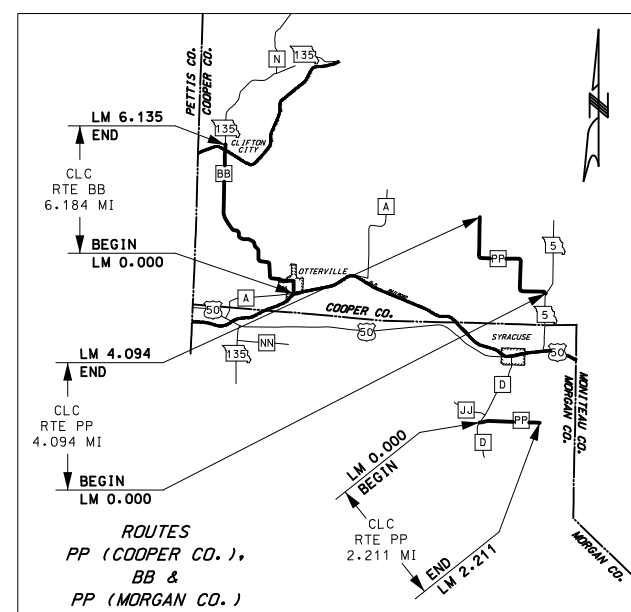 PETTIS CO.
COOPER CO.
N
135
135
LM 6.135
END
135
CLIFTON
CITY
BB
CLC
RTE BB
6.184 MI
A
5
BEGIN
LM 0.000
OTTERVILLE
PP
A
50
COOPER CO.
5
50
SYRACUSE
50
135
NN
LM 4.094
END
D
MONITEAU CO.
MORGAN CO.
CLC
RTE PP
4.094 MI
JJ
PP
D
LM 0.000
BEGIN
BEGIN
LM 0.000
CLC
RTE PP
2.211 MI
END
LM 2.211
MORGAN CO.
ROUTES
PP (COOPER CO.),
BB &
PP (MORGAN CO.)